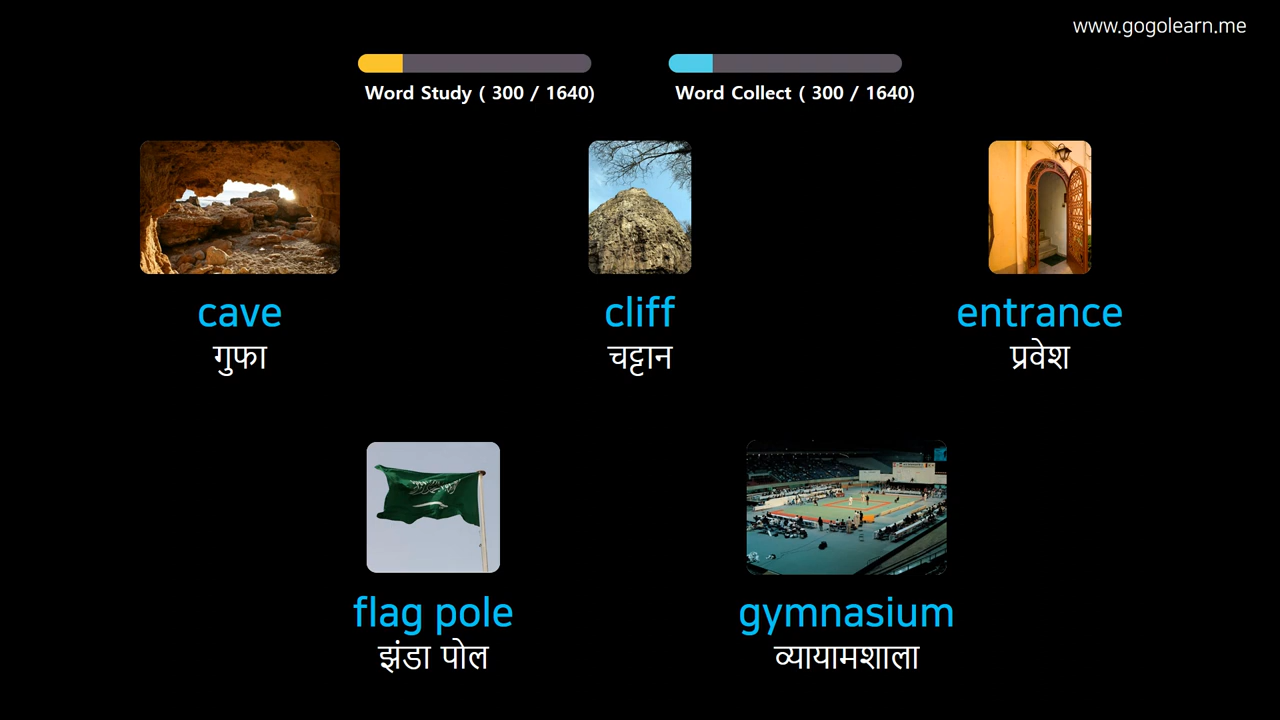 www.gogolearn.me
Word Study ( 300 / 1640)
Word Collect ( 300 / 1640)
cave
गुफा
cliff
चट्टान
entrance
प्रवेश
flag pole
झंडा पोल
gymnasium
व्यायामशाला